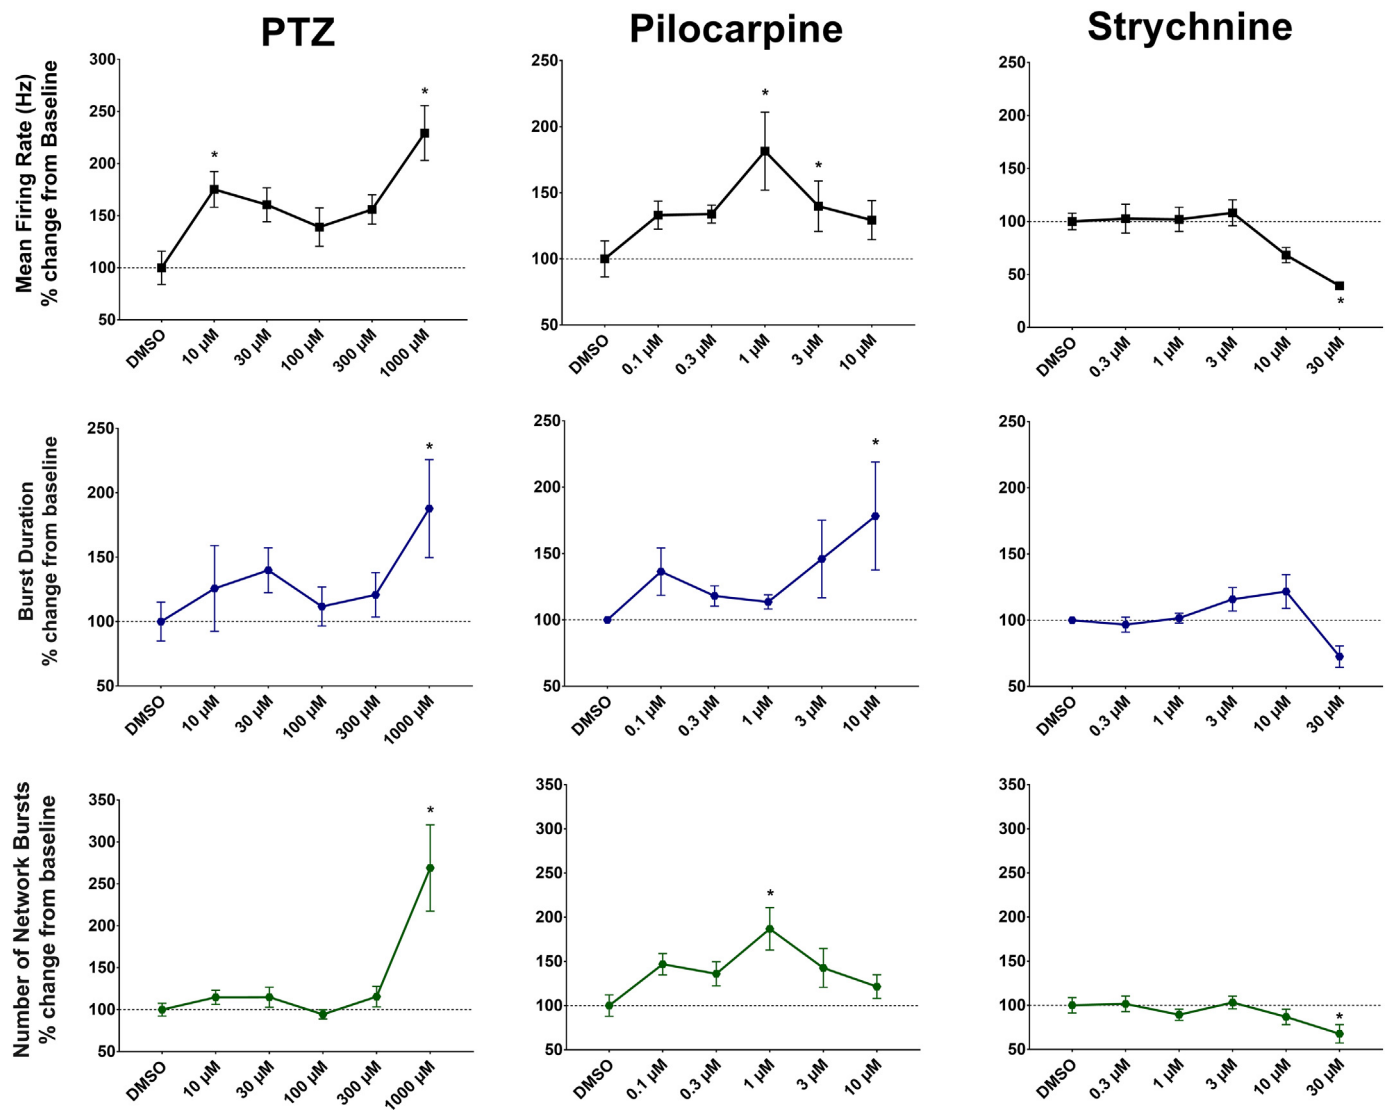 PTZ
Pilocarpine
Strychnine
Mean Firing Rate (Hz)
% change from Baseline
300
250
200
150
100
50
*
*
DMSO
10 µM
30 µM
100 µM
300 µM
1000 µM
250
200
150
100
50
*
*
DMSO
0.1 µM
0.3 µM
1 µM
3 µM
10 µM
250
200
150
100
50
0
*
DMSO
0.3 µM
1 µM
3 µM
10 µM
30 µM
Burst Duration
% change from baseline
250
200
150
100
50
*
DMSO
10 µM
30 µM
100 µM
300 µM
1000 µM
250
200
150
100
50
*
DMSO
0.1 µM
0.3 µM
1 µM
3 µM
10 µM
250
200
150
100
50
DMSO
0.3 µM
1 µM
3 µM
10 µM
30 µM
Number of Network Bursts
% change from baseline
350
300
250
200
150
100
50
*
DMSO
10 µM
30 µM
100 µM
300 µM
1000 µM
350
300
250
200
150
100
50
*
DMSO
0.1 µM
0.3 µM
1 µM
3 µM
10 µM
350
300
250
200
150
100
50
*
DMSO
0.3 µM
1 µM
3 µM
10 µM
30 µM